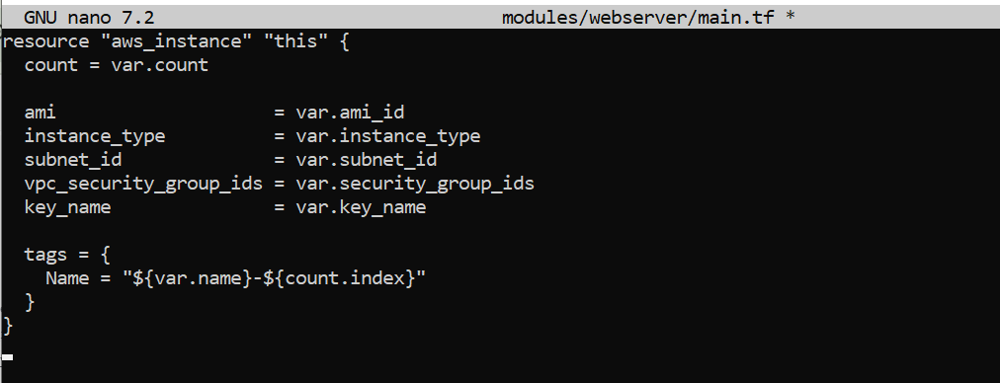 GNU nano 7.2 modules/webserver/main.tf *
resource "aws_instance" "this" {
  count = var.count

  ami                    = var.ami_id
  instance_type          = var.instance_type
  subnet_id              = var.subnet_id
  vpc_security_group_ids = var.security_group_ids
  key_name               = var.key_name

  tags = {
    Name = "${var.name}-${count.index}"
  }
}